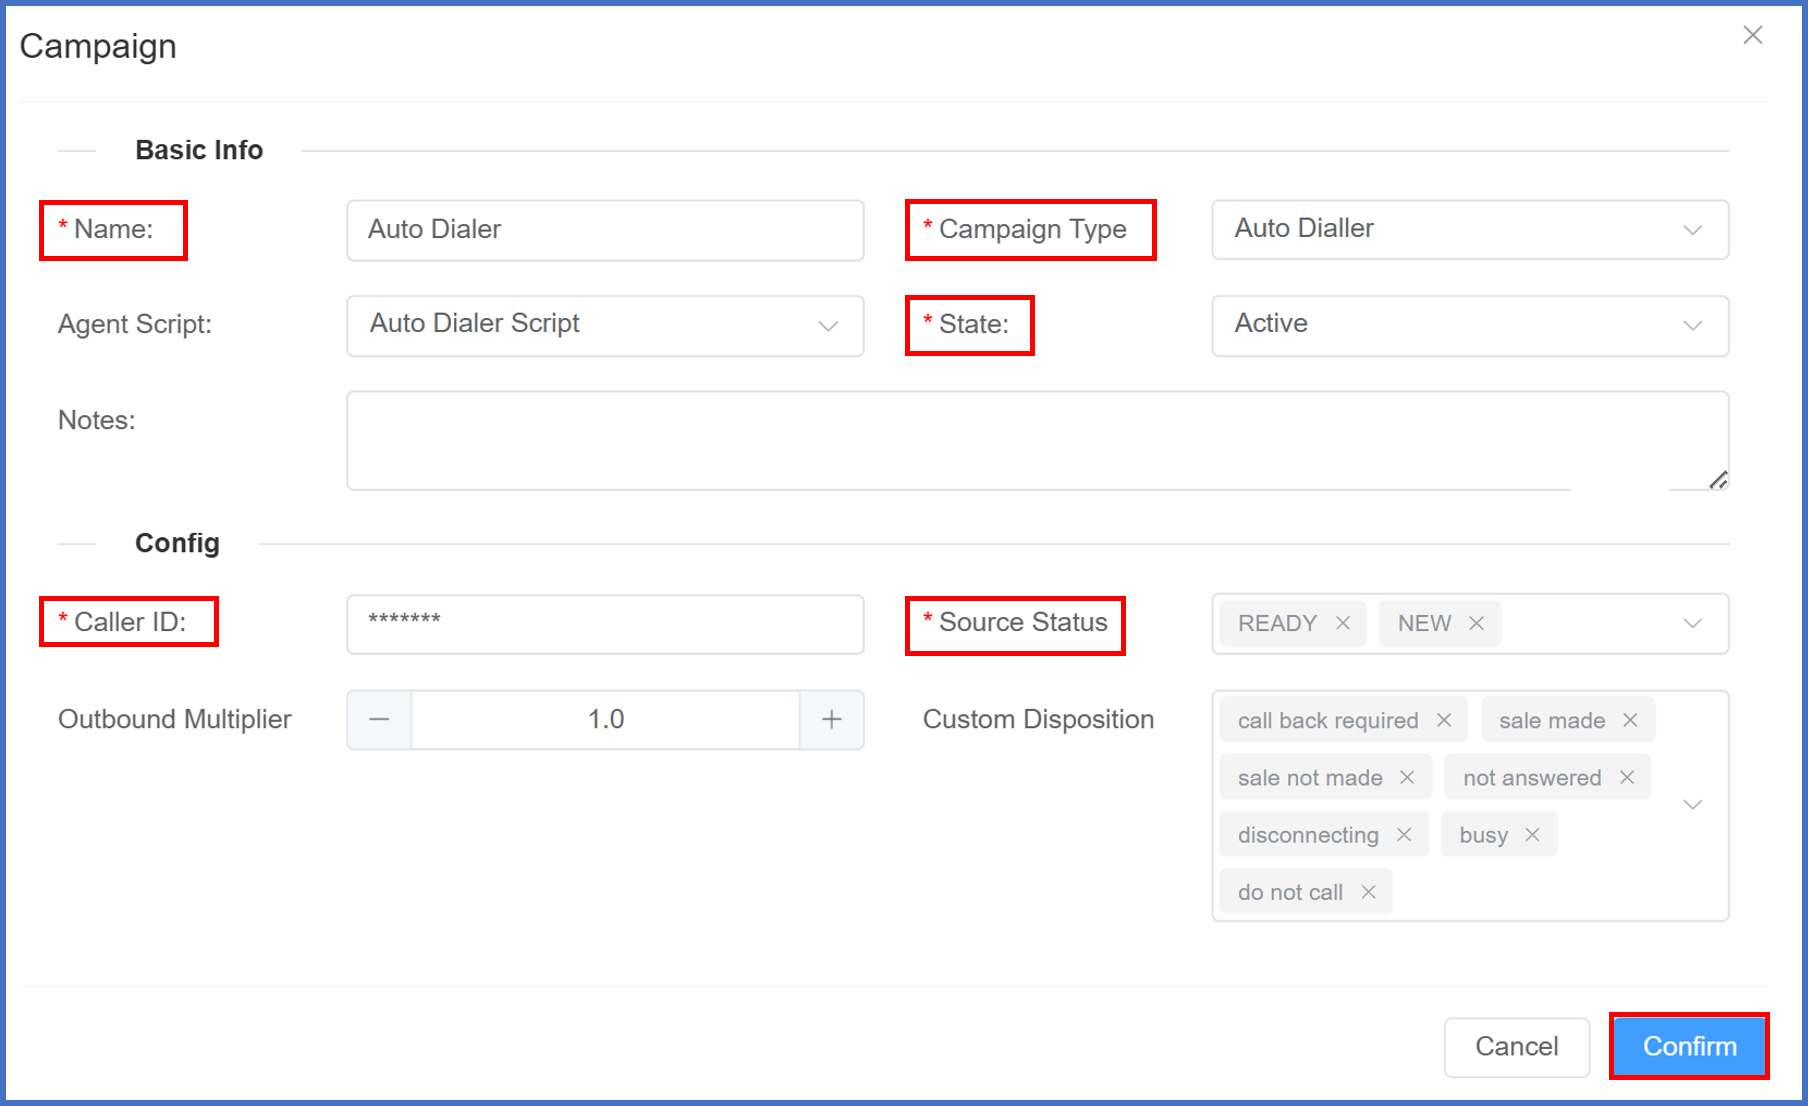 Campaign
Basic Info
* Name: Auto Dialer * Campaign Type Auto Dialler
Agent Script: Auto Dialer Script * State: Active
Notes:
Config
* Caller ID: ******* * Source Status READY NEW
Outbound Multiplier 1.0 Custom Disposition call back required sale made
sale not made not answered
disconnecting busy
do not call
Cancel Confirm